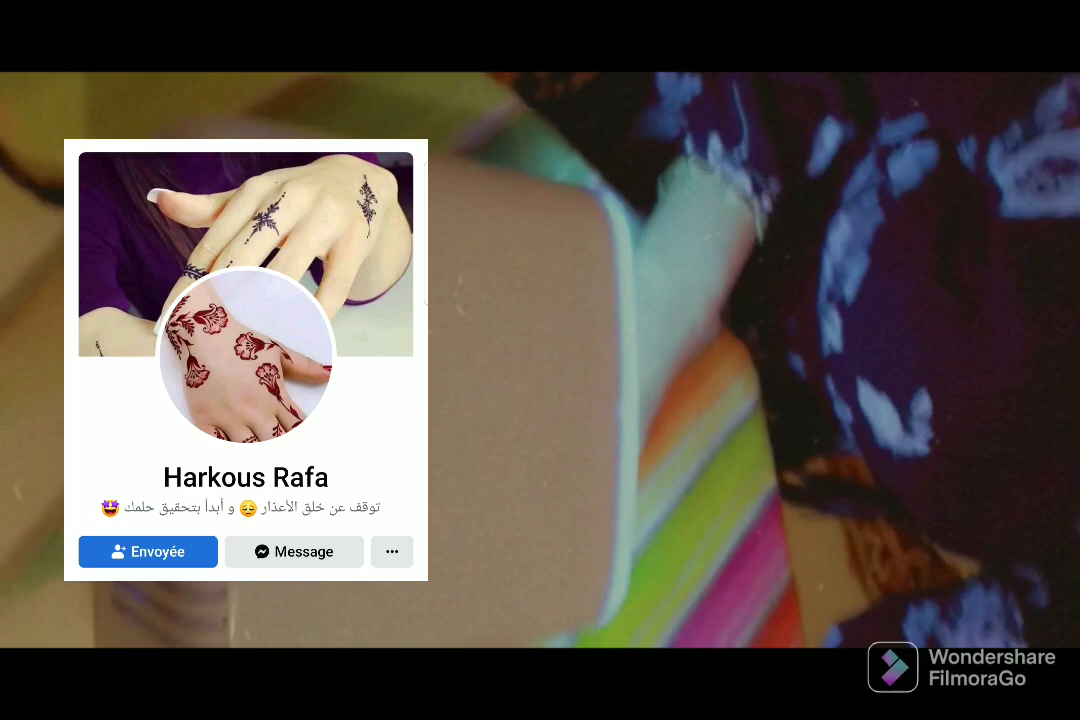 Harkous Rafa
توقف عن خلق الأعذار 😔 و أبدأ بتحقيق حلمك 🤩
Envoyée
Message
Wondershare
FilmoraGo